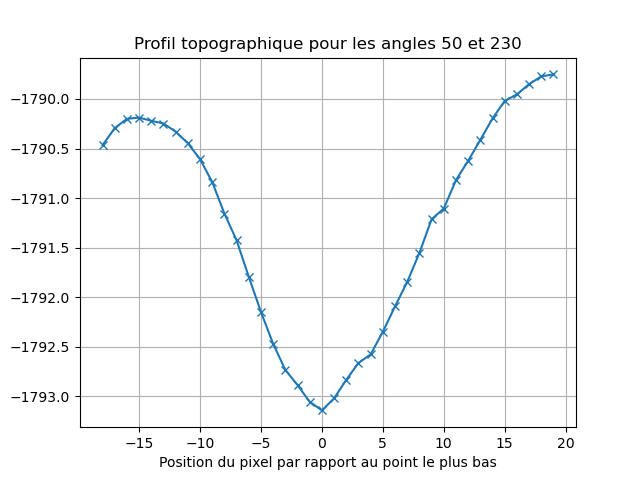 Profil topographique pour les angles 50 et 230
−1790.0
−1790.5
−1791.0
−1791.5
−1792.0
−1792.5
−1793.0
−15 −10 −5 0 5 10 15 20
Position du pixel par rapport au point le plus bas